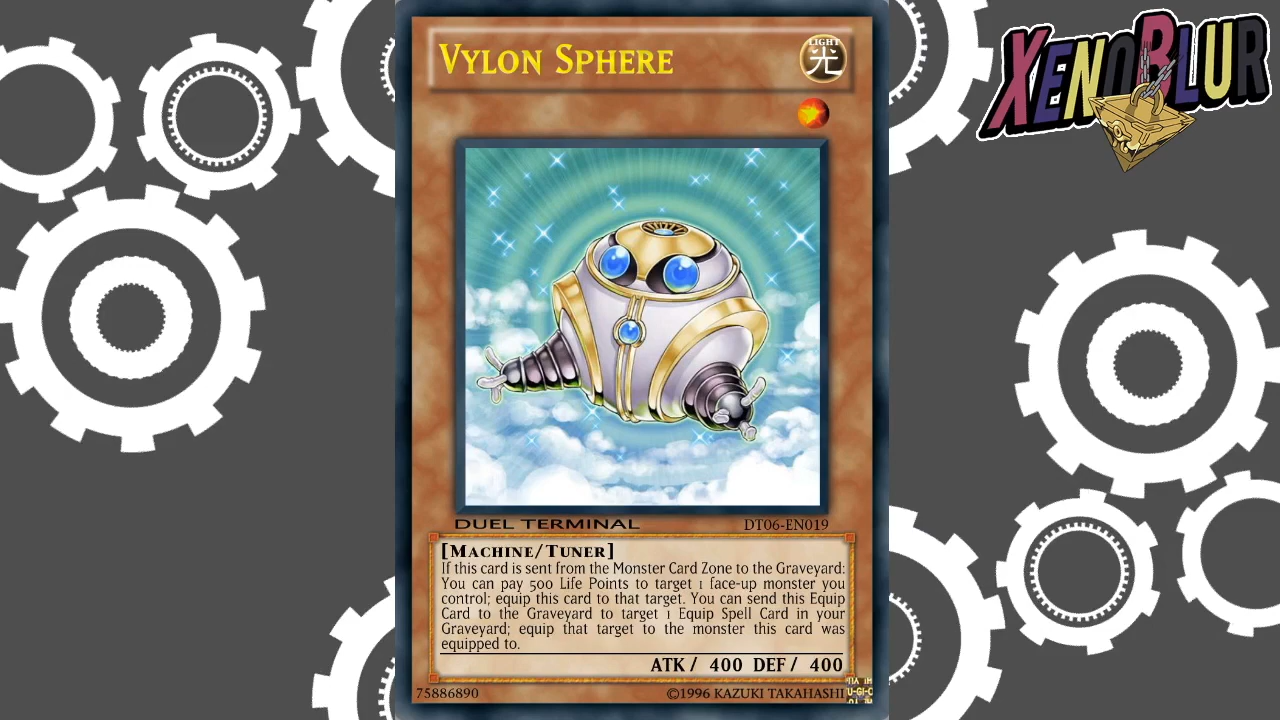 VYLON SPHERE
LIGHT
光
XENOBLUR
DUEL TERMINAL
DT06-EN019
[MACHINE/TUNER]
If this card is sent from the Monster Card Zone to the Graveyard:
You can pay 500 Life Points to target 1 face-up monster you
control; equip this card to that target. You can send this Equip
Card to the Graveyard to target 1 Equip Spell Card in your
Graveyard; equip that target to the monster this card was
equipped to.
ATK / 400 DEF / 400
75886890
©1996 KAZUKI TAKAHASHI